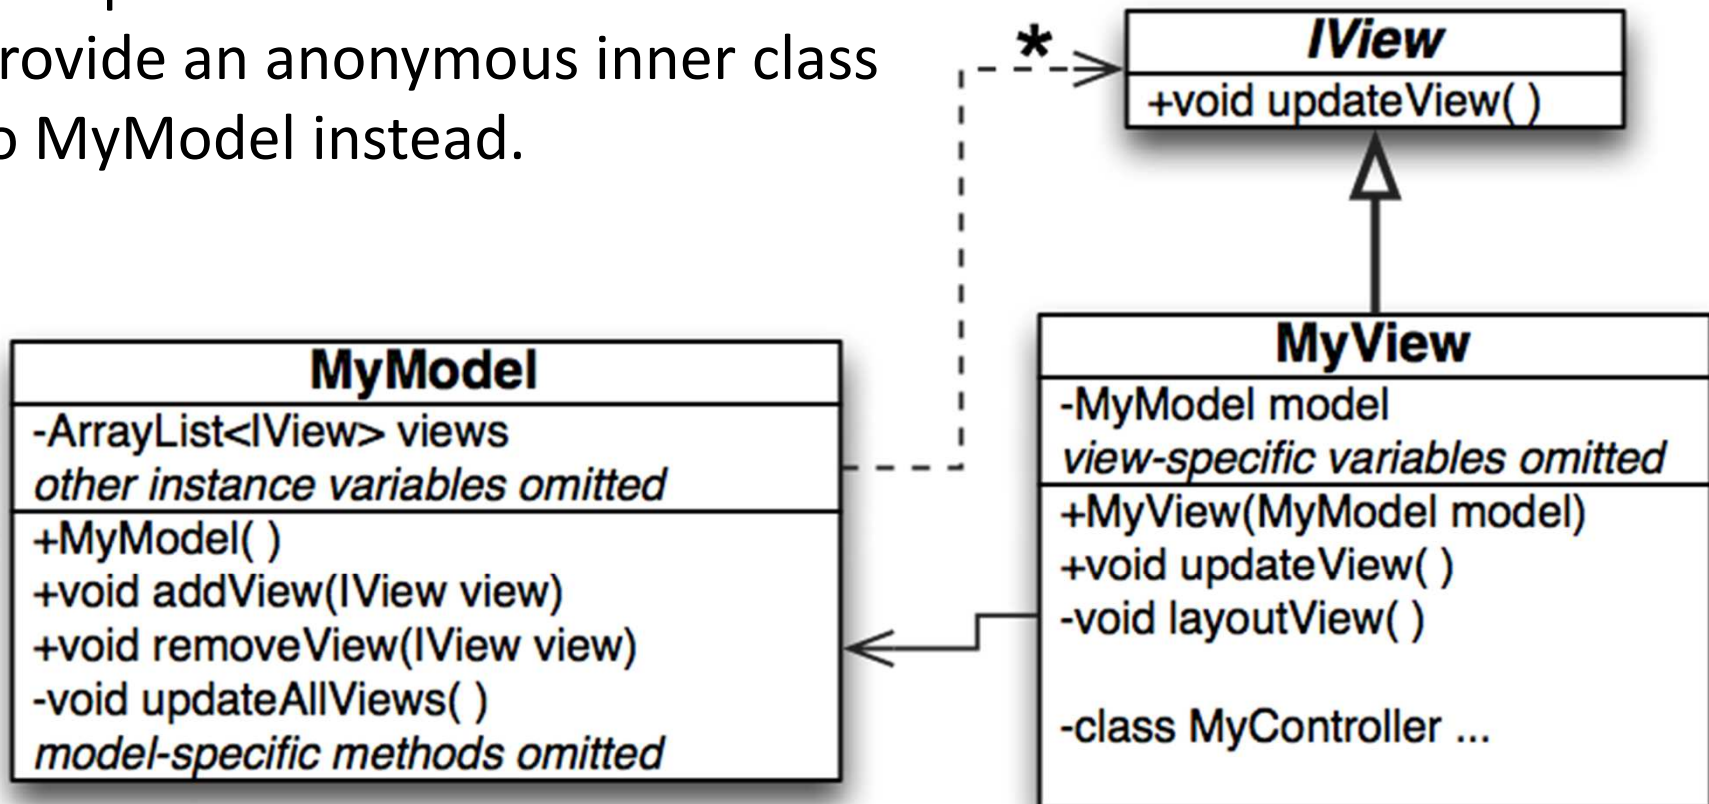 rovide an anonymous inner class
o MyModel instead.
*
IView
+void updateView( )
MyModel
-ArrayList<IView> views
other instance variables omitted
+MyModel( )
+void addView(IView view)
+void removeView(IView view)
-void updateAllViews( )
model-specific methods omitted
MyView
-MyModel model
view-specific variables omitted
+MyView(MyModel model)
+void updateView( )
-void layoutView( )
-class MyController ...